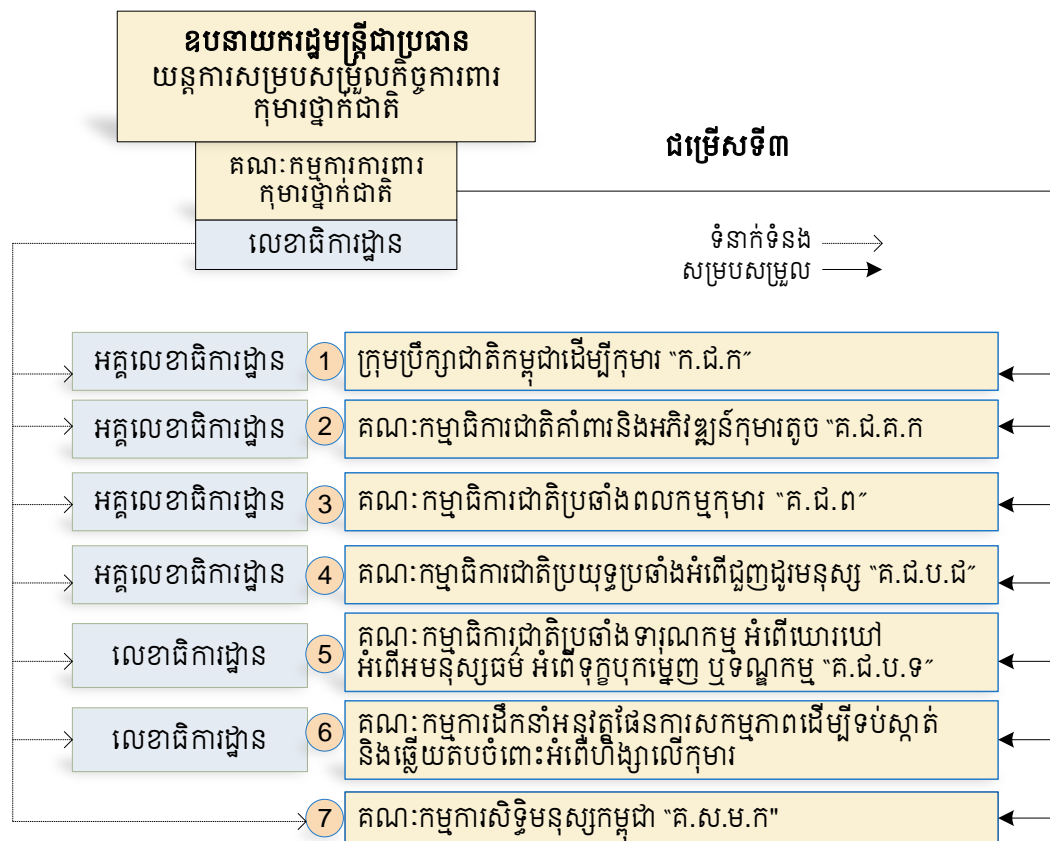 ឧបនាយករដ្ឋមន្ត្រីជាប្រធាន
យន្តការសម្របសម្រួលកិច្ចការពារ
កុមារថ្នាក់ជាតិ
គណៈកម្មការការពារ
កុមារថ្នាក់ជាតិ
លេខាធិការដ្ឋាន
ជម្រើសទី៣
ទំនាក់ទំនង
សម្របសម្រួល
អគ្គលេខាធិការដ្ឋាន 1 ក្រុមប្រឹក្សាជាតិកម្ពុជាដើម្បីកុមារ “ក.ជ.ក”
អគ្គលេខាធិការដ្ឋាន 2 គណៈកម្មាធិការជាតិគាំពារនិងអភិវឌ្ឍន៍កុមារតូច “គ.ជ.គ.ក
អគ្គលេខាធិការដ្ឋាន 3 គណៈកម្មាធិការជាតិប្រឆាំងពលកម្មកុមារ “គ.ជ.ព”
អគ្គលេខាធិការដ្ឋាន 4 គណៈកម្មាធិការជាតិប្រយុទ្ធប្រឆាំងអំពើជួញដូរមនុស្ស “គ.ជ.ប.ជ”
លេខាធិការដ្ឋាន 5 គណៈកម្មាធិការជាតិប្រឆាំងទារុណកម្ម អំពើឃោរឃៅ
អំពើអមនុស្សធម៌ អំពើទុក្ខបុកម្នេញ ឬទណ្ឌកម្ម “គ.ជ.ប.ទ”
លេខាធិការដ្ឋាន 6 គណៈកម្មការដឹកនាំអនុវត្តផែនការសកម្មភាពដើម្បីទប់ស្កាត់
និងឆ្លើយតបចំពោះអំពើហិង្សាលើកុមារ
7 គណៈកម្មការសិទ្ធិមនុស្សកម្ពុជា “គ.ស.ម.ក"